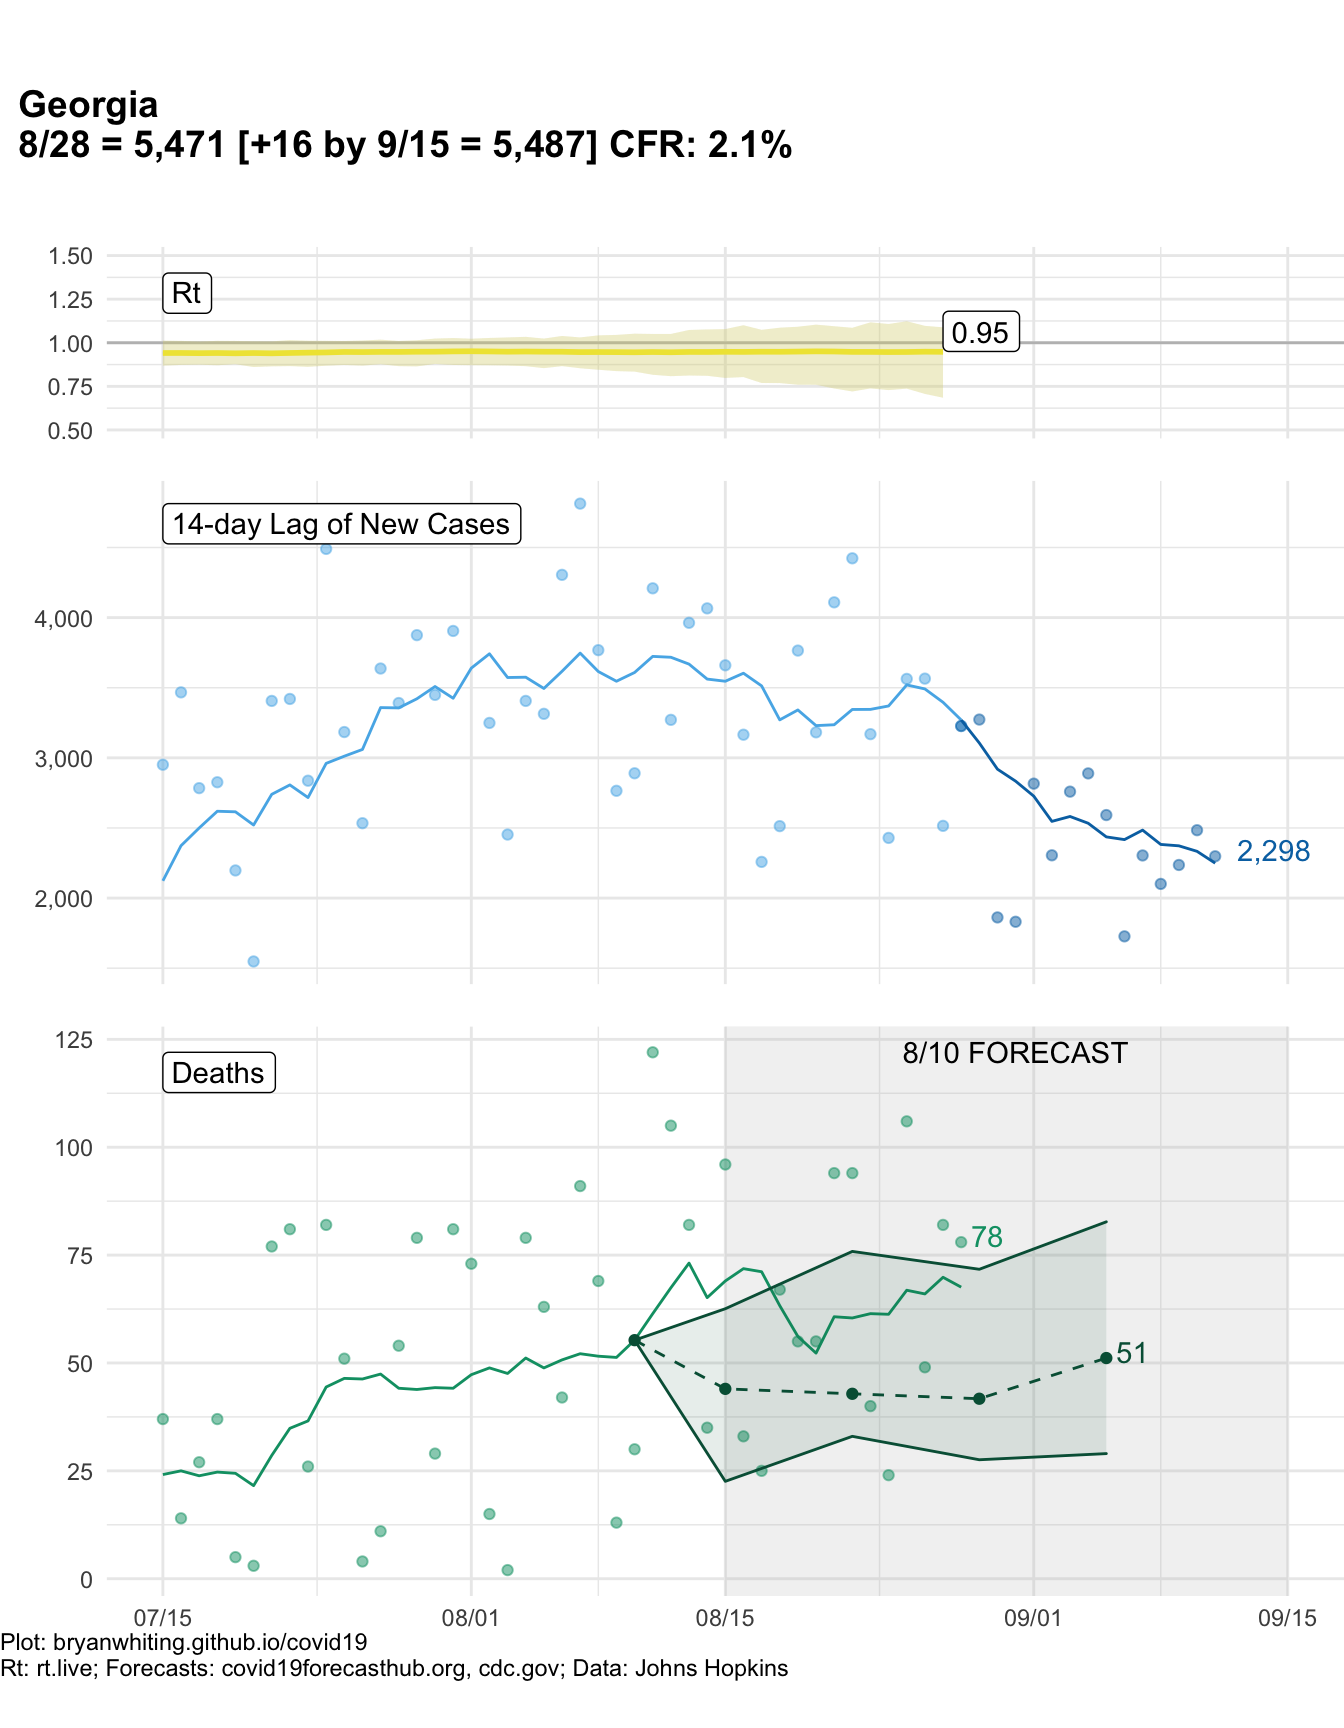 Georgia
8/28 = 5,471 [+16 by 9/15 = 5,487] CFR: 2.1%
1.50
Rt
1.25
0.95
1.00
0.75
0.50
14-day Lag of New Cases
4,000
3,000
2,298
2,000
125
8/10 FORECAST
Deaths
100
78
75
51
50
25
0
07/15 08/01 08/15 09/01 09/15
Plot: bryanwhiting.github.io/covid19
Rt: rt.live; Forecasts: covid19forecasthub.org, cdc.gov; Data: Johns Hopkins